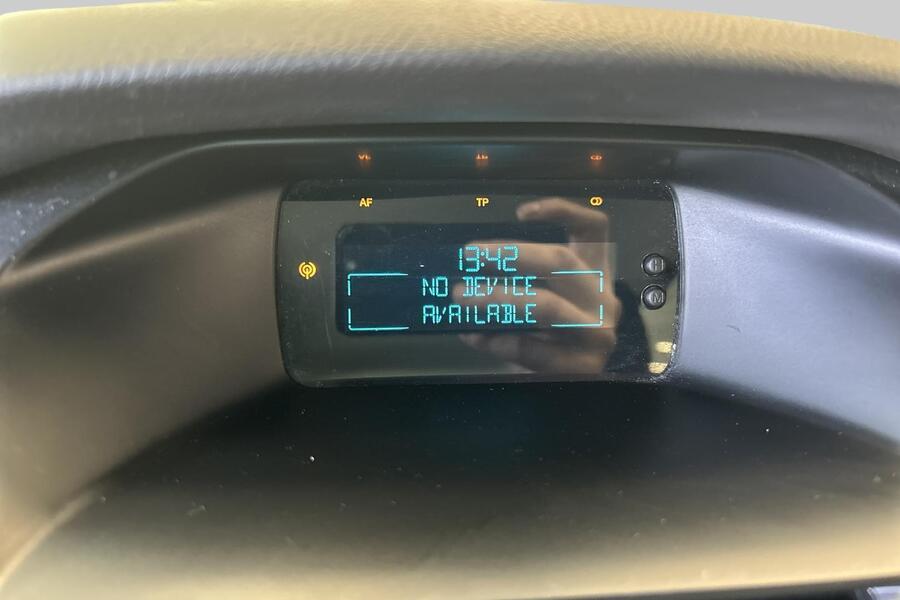 AF TP
13:42
NO DEVICE
AVAILABLE
H
M